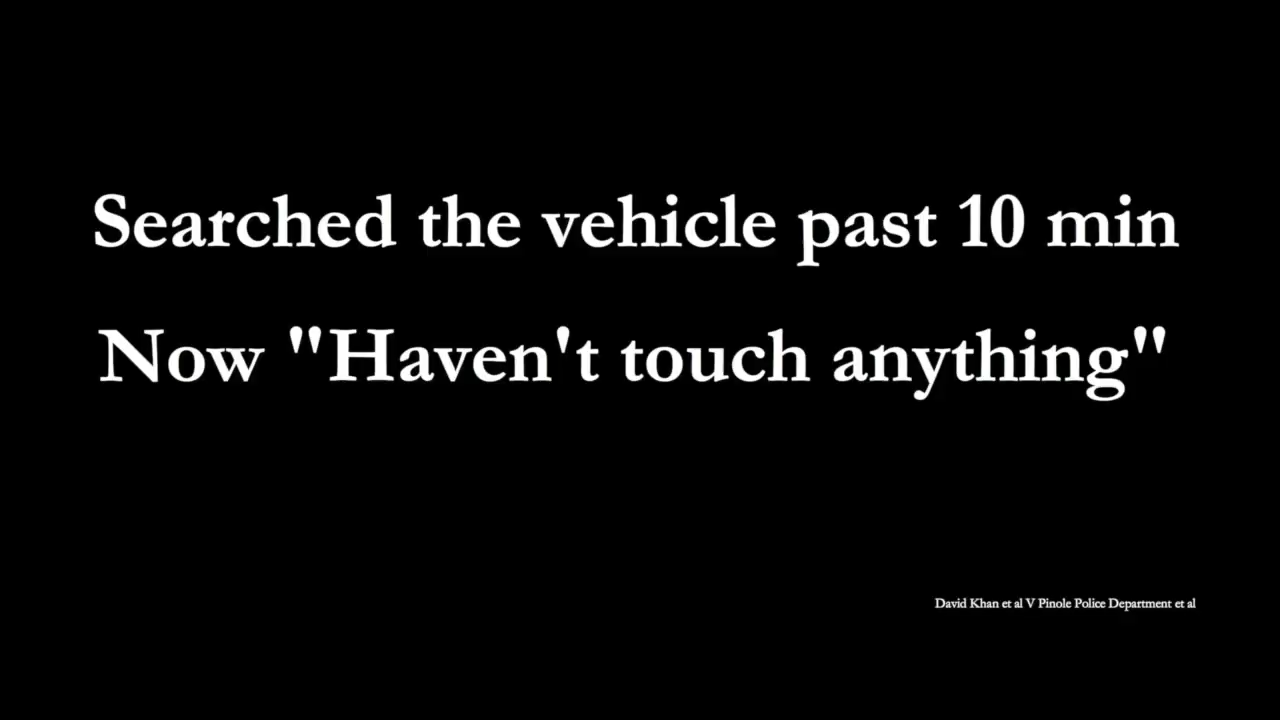 Searched the vehicle past 10 min
Now "Haven't touch anything"
David Khan et al V Pinole Police Department et al